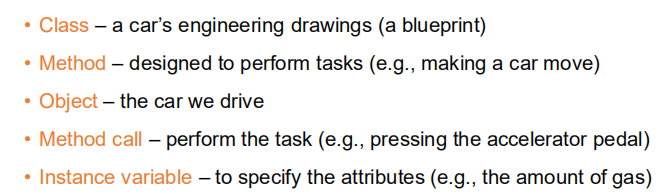 • Class – a car’s engineering drawings (a blueprint)
• Method – designed to perform tasks (e.g., making a car move)
• Object – the car we drive
• Method call – perform the task (e.g., pressing the accelerator pedal)
• Instance variable – to specify the attributes (e.g., the amount of gas)